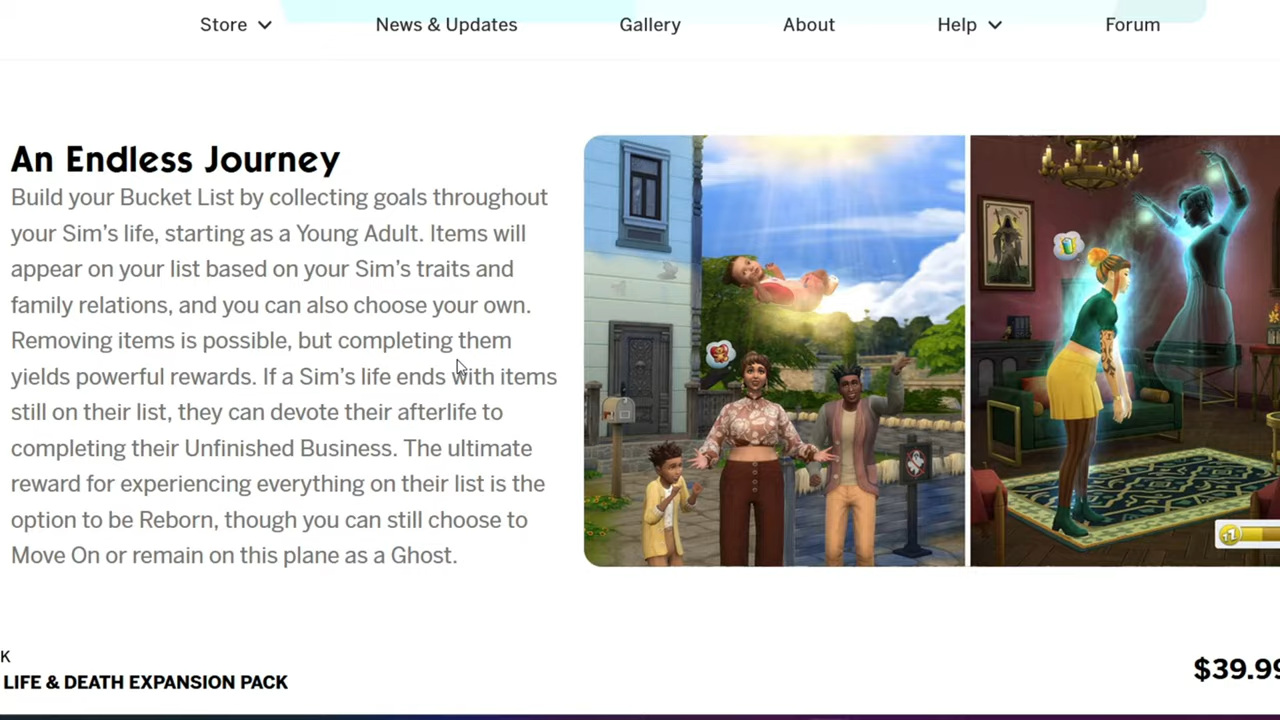 Store
News & Updates
Gallery
About
Help
Forum
An Endless Journey
Build your Bucket List by collecting goals throughout
your Sim's life, starting as a Young Adult. Items will
appear on your list based on your Sim's traits and
family relations, and you can also choose your own.
Removing items is possible, but completing them
yields powerful rewards. If a Sim's life ends with items
still on their list, they can devote their afterlife to
completing their Unfinished Business. The ultimate
reward for experiencing everything on their list is the
option to be Reborn, though you can still choose to
Move On or remain on this plane as a Ghost.
+1
K
LIFE & DEATH EXPANSION PACK
$39.99